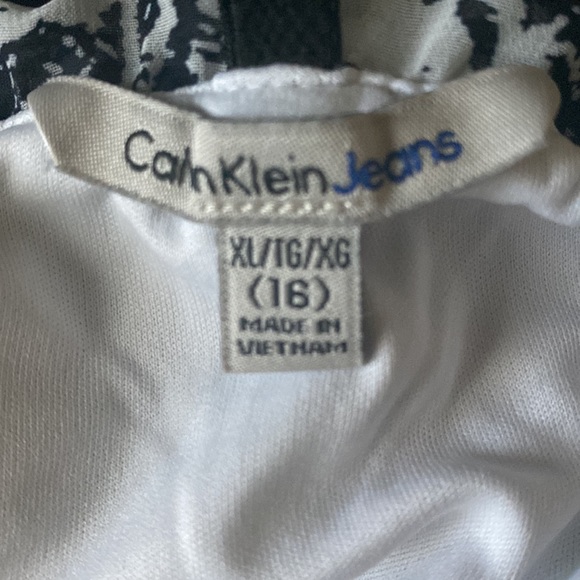 Calvin Klein Jeans
XL/TG/XG
(16)
MADE IN
VIETNAM